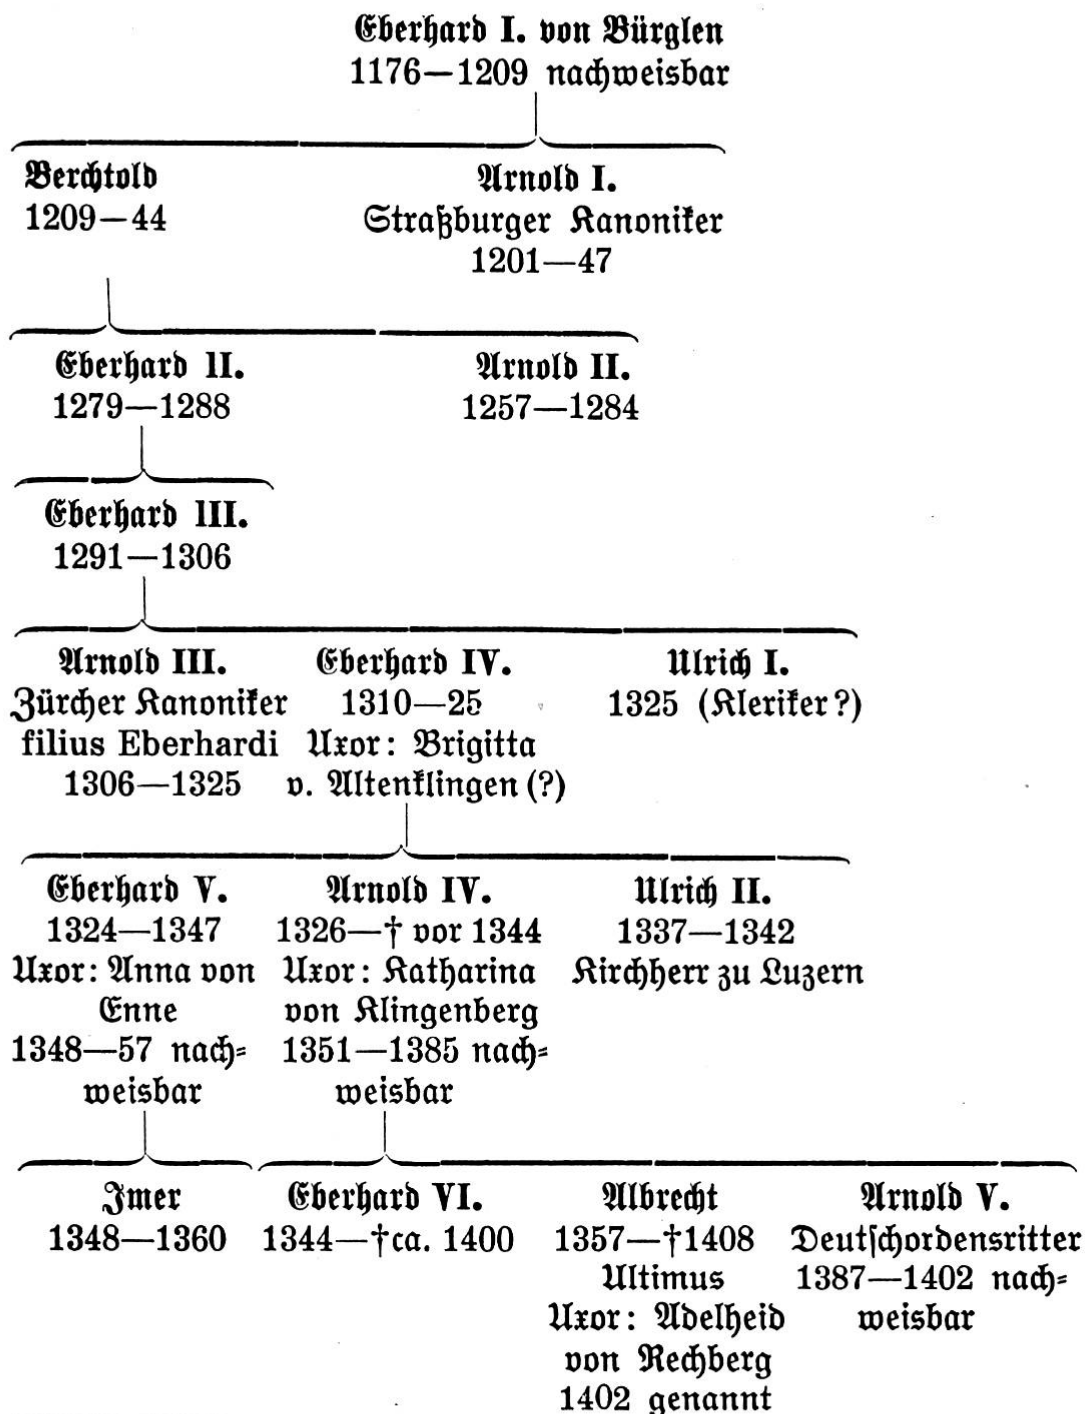 Eberhard I. von Bürglen
1176—1209 nachweisbar
Berchtold
1209—44
Arnold I.
Straßburger Kanoniker
1201—47
Eberhard II.
1279—1288
Arnold II.
1257—1284
Eberhard III.
1291—1306
Arnold III.
Zürcher Kanoniker
filius Eberhardi
1306—1325
Eberhard IV.
1310—25
Uxor: Brigitta
v. Altenklingen (?)
Ulrich I.
1325 (Kleriker?)
Eberhard V.
1324—1347
Uxor: Anna von
Enne
1348—57 nach=
weisbar
Arnold IV.
1326—† vor 1344
Uxor: Katharina
von Klingenberg
1351—1385 nach=
weisbar
Ulrich II.
1337—1342
Kirchherr zu Luzern
Imer
1348—1360
Eberhard VI.
1344—†ca. 1400
Albrecht
1357—†1408
Ultimus
Uxor: Adelheid
von Rechberg
1402 genannt
Arnold V.
Deutschordensritter
1387—1402 nach=
weisbar